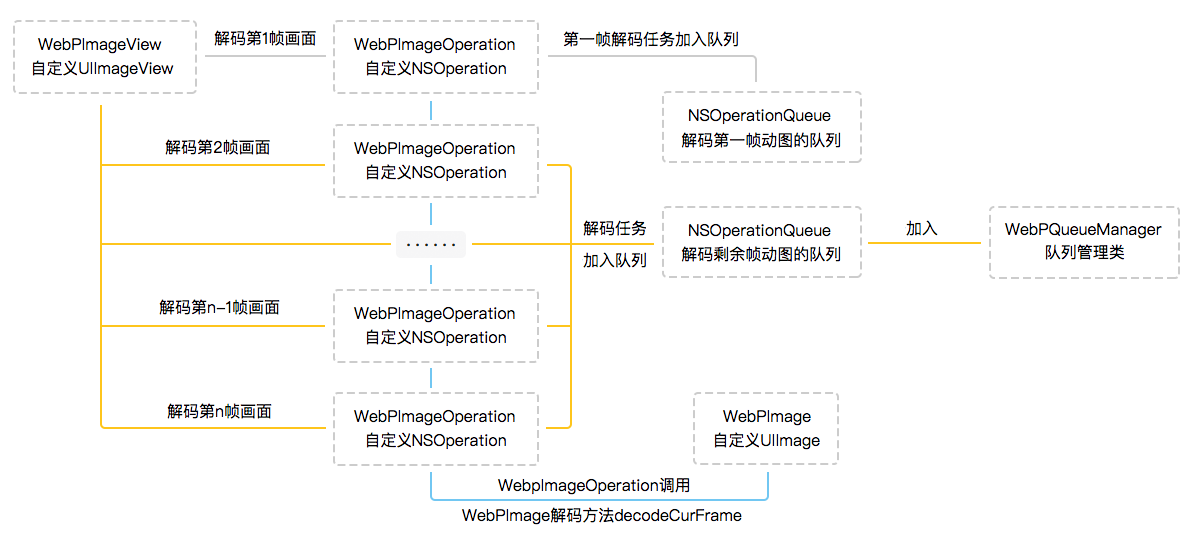 WebPImageView
自定义UIImageView
解码第1帧画面
WebPImageOperation
自定义NSOperation
第一帧解码任务加入队列
NSOperationQueue
解码第一帧动图的队列
解码第2帧画面
WebPImageOperation
自定义NSOperation
······
解码任务
加入队列
NSOperationQueue
解码剩余帧动图的队列
加入
WebPQueueManager
队列管理类
解码第n-1帧画面
WebPImageOperation
自定义NSOperation
解码第n帧画面
WebPImageOperation
自定义NSOperation
WebPImage
自定义UIImage
WebpImageOperation调用
WebPImage解码方法decodeCurFrame